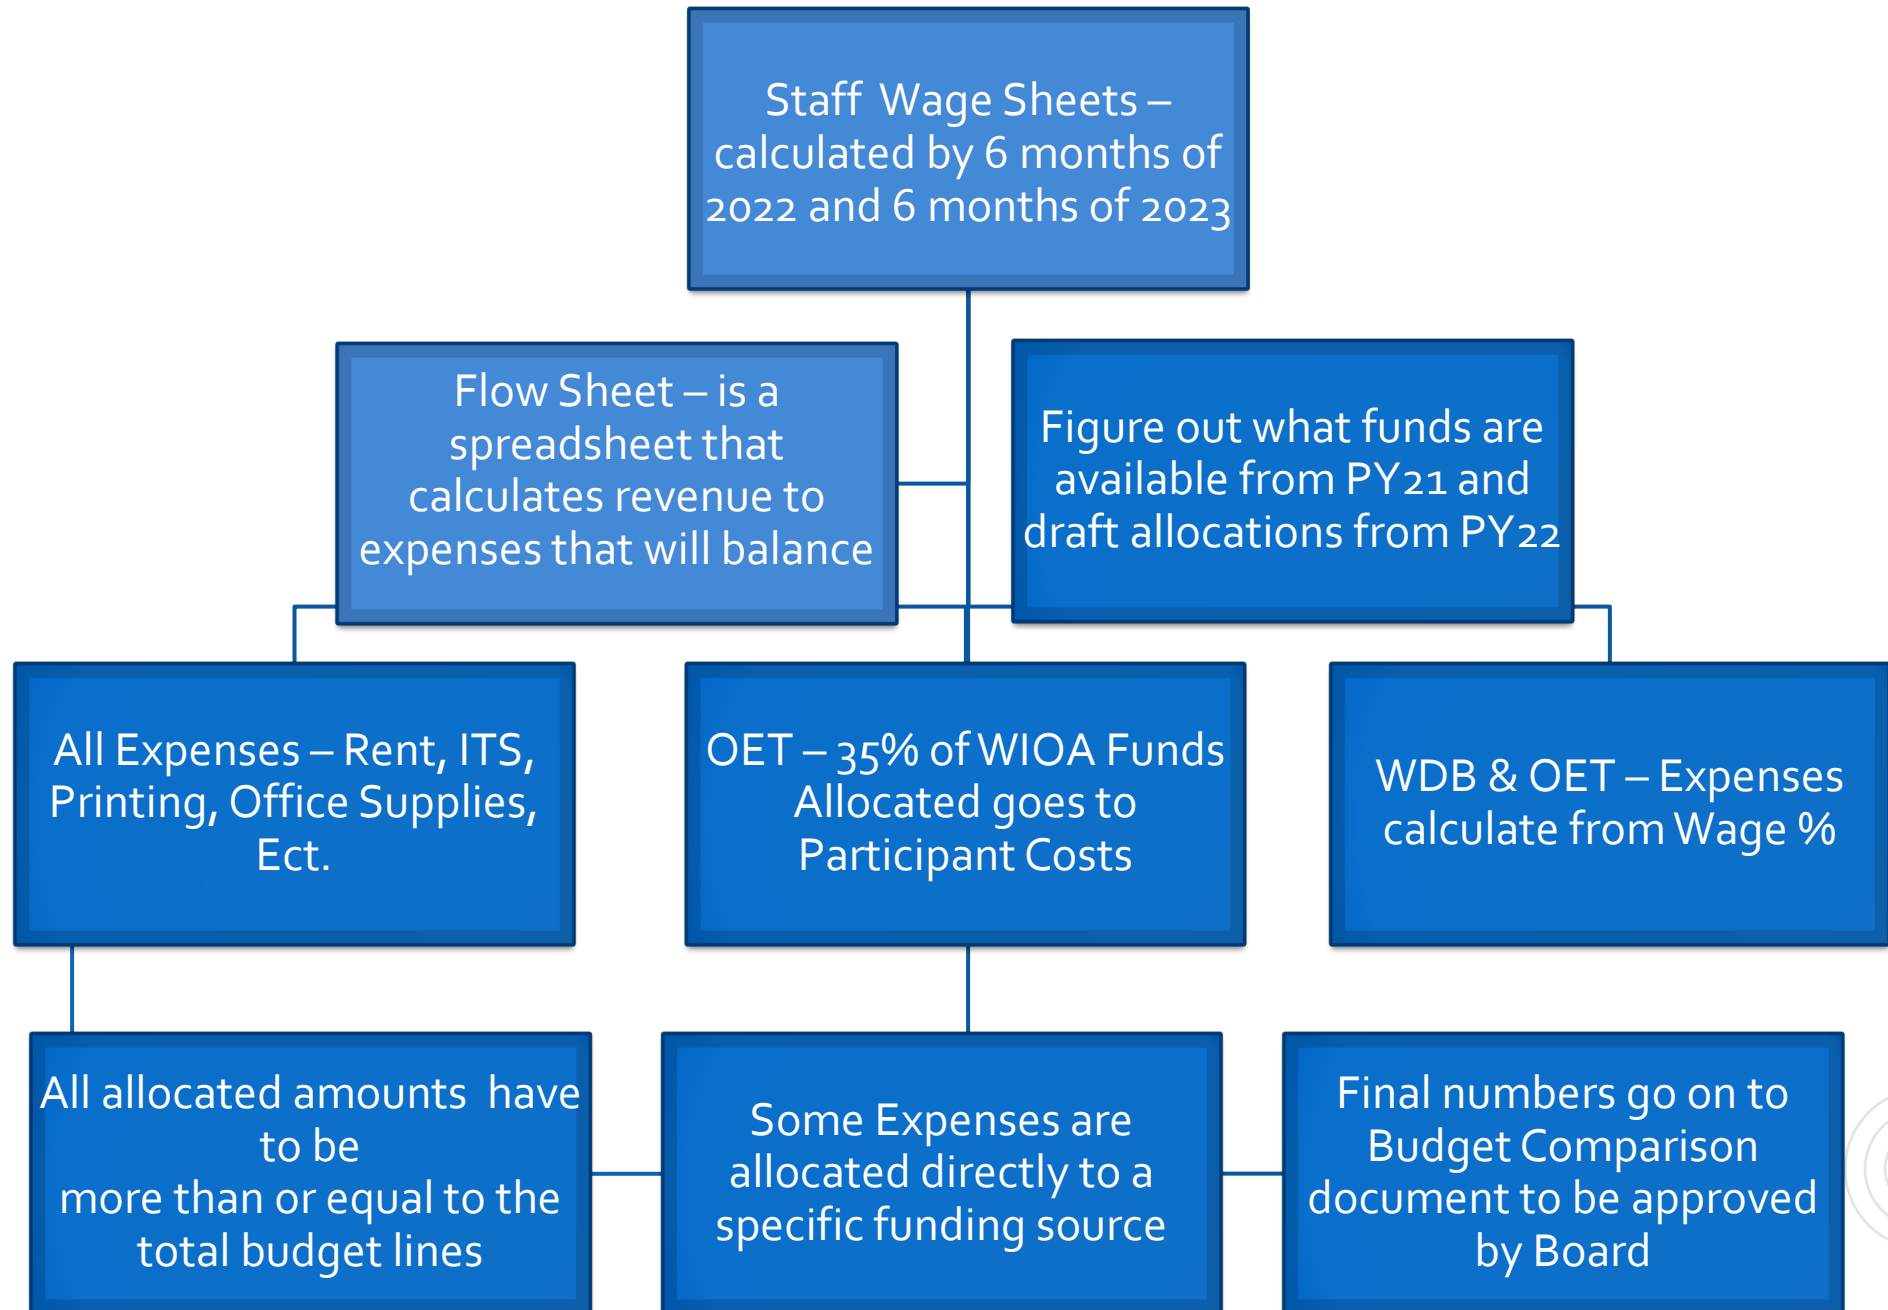 Staff Wage Sheets –
calculated by 6 months of
2022 and 6 months of 2023
Flow Sheet – is a
spreadsheet that
calculates revenue to
expenses that will balance
Figure out what funds are
available from PY21 and
draft allocations from PY22
All Expenses – Rent, ITS,
Printing, Office Supplies,
Ect.
OET – 35% of WIOA Funds
Allocated goes to
Participant Costs
WDB & OET – Expenses
calculate from Wage %
All allocated amounts have
to be
more than or equal to the
total budget lines
Some Expenses are
allocated directly to a
specific funding source
Final numbers go on to
Budget Comparison
document to be approved
by Board